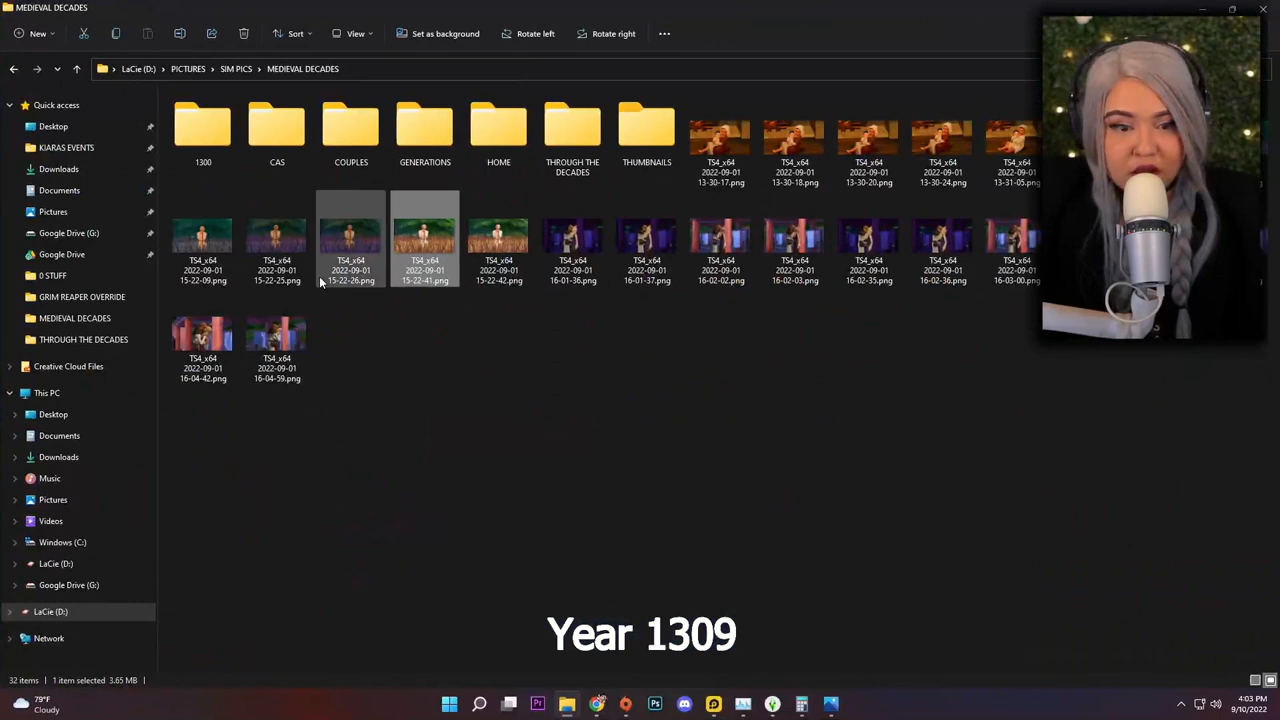 MEDIEVAL DECADES
New
Sort
View
Set as background
Rotate left
Rotate right
LaCie (D:) > PICTURES > SIM PICS > MEDIEVAL DECADES
Quick access
Desktop
KIARAS EVENTS
Downloads
Documents
Pictures
Google Drive (G:)
Google Drive
0 STUFF
GRIM REAPER OVERRIDE
MEDIEVAL DECADES
THROUGH THE DECADES
Creative Cloud Files
This PC
Desktop
Documents
Downloads
Music
Pictures
Videos
Windows (C:)
LaCie (D:)
Google Drive (G:)
LaCie (D:)
Network
1300
CAS
COUPLES
GENERATIONS
HOME
THROUGH THE
DECADES
THUMBNAILS
TS4_x64
2022-09-01
13-30-17.png
TS4_x64
2022-09-01
13-30-18.png
TS4_x64
2022-09-01
13-30-20.png
TS4_x64
2022-09-01
13-30-24.png
TS4_x64
2022-09-01
13-31-05.png
TS4_x64
2022-09-01
15-22-09.png
TS4_x64
2022-09-01
15-22-25.png
TS4_x64
2022-09-01
15-22-26.png
TS4_x64
2022-09-01
15-22-41.png
TS4_x64
2022-09-01
15-22-42.png
TS4_x64
2022-09-01
16-01-36.png
TS4_x64
2022-09-01
16-01-37.png
TS4_x64
2022-09-01
16-02-02.png
TS4_x64
2022-09-01
16-02-03.png
TS4_x64
2022-09-01
16-02-35.png
TS4_x64
2022-09-01
16-02-36.png
TS4_x64
2022-09-01
16-03-00.png
TS4_x64
2022-09-01
16-04-42.png
TS4_x64
2022-09-01
16-04-59.png
Year 1309
32 items
1 item selected 3.65 MB
79°F
Cloudy
Pr
Ps
4:03 PM
9/10/2022